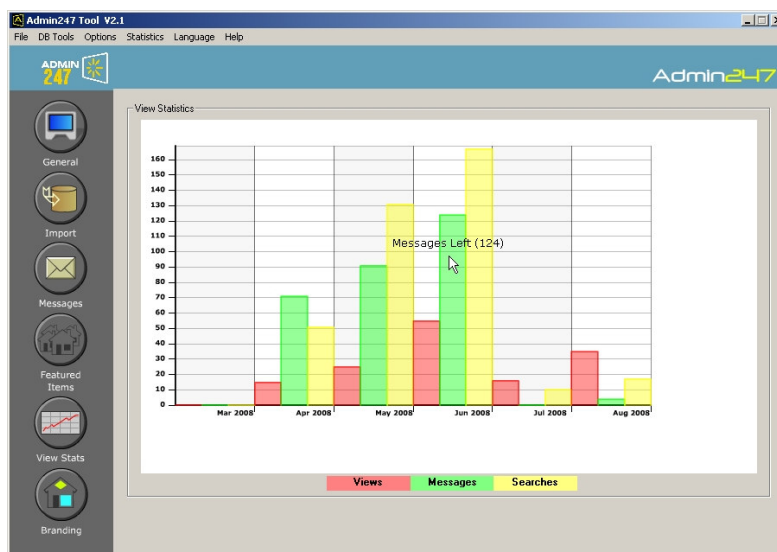 Admin247 Tool V2.1
File DB Tools Options Statistics Language Help
ADMIN
247
Admin247
General
Import
Messages
Featured
Items
View Stats
Branding
View Statistics
160
150
140
130
120
110
100
90
80
70
60
50
40
30
20
10
0
Messages Left (124)
Mar 2008 Apr 2008 May 2008 Jun 2008 Jul 2008 Aug 2008
Views Messages Searches